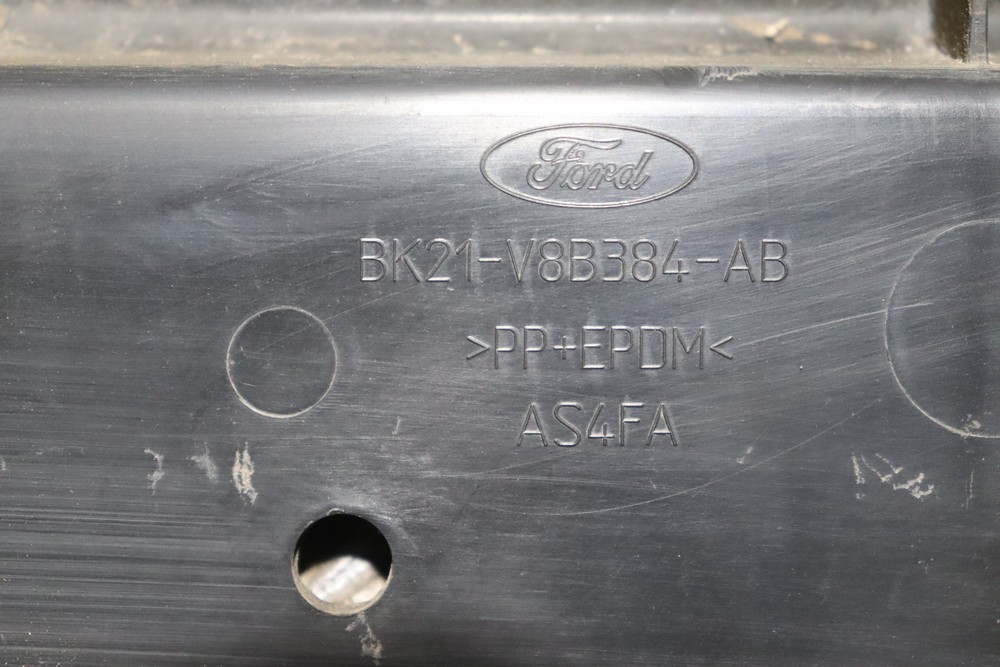 Ford
BK21-V8B384-AB
>PP+EPDM<
AS4FA